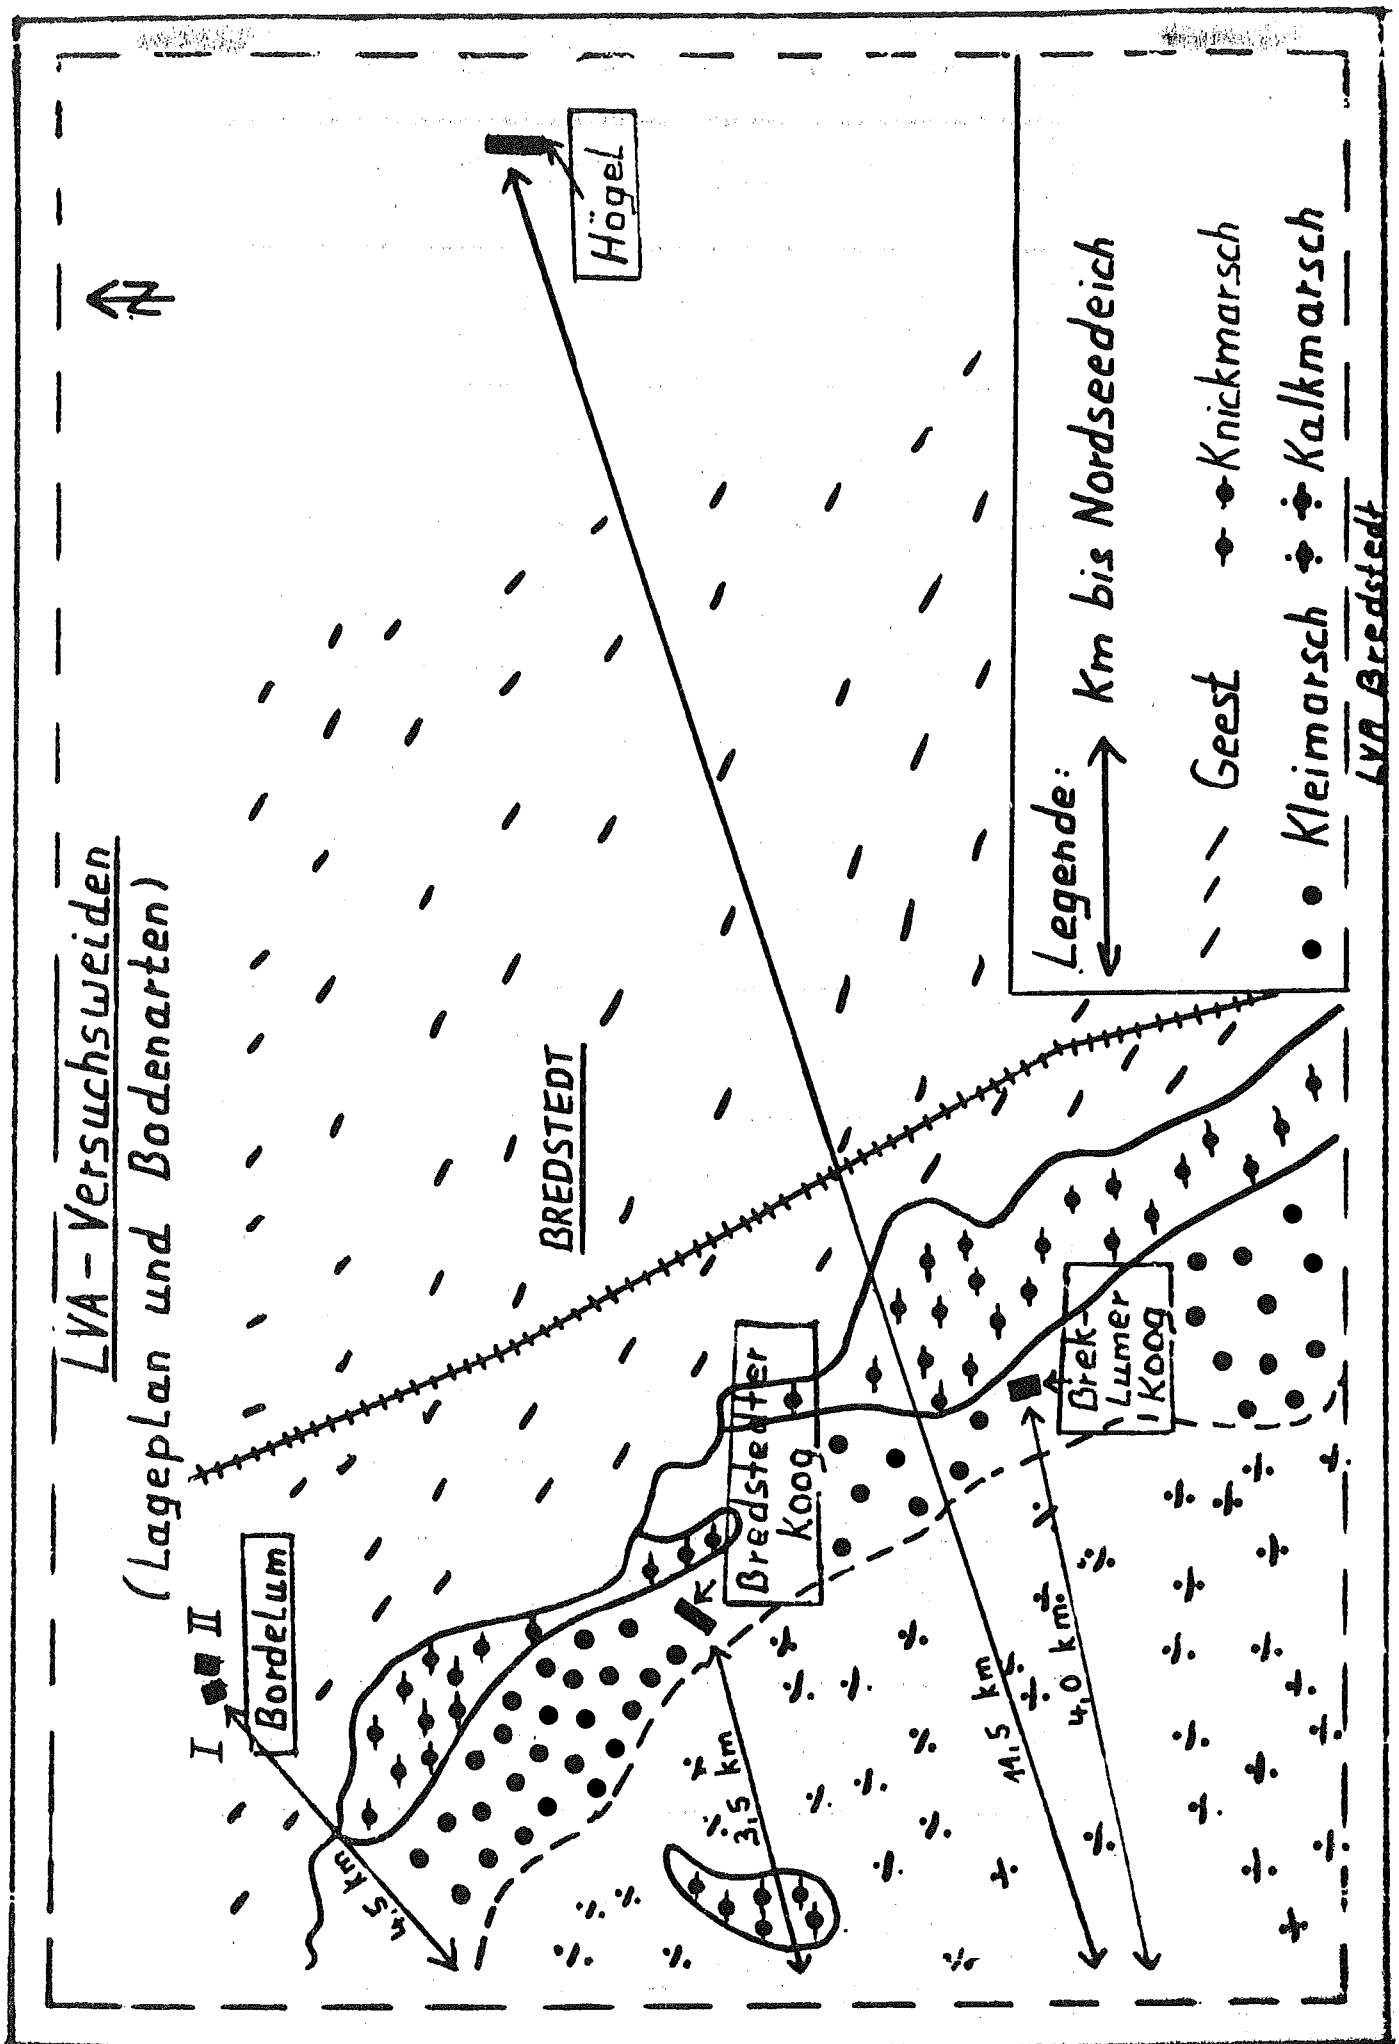 LVA-Versuchsweiden
(Lageplan und Bodenarten)
N
I II
Bordelum
BREDSTEDT
Högel
4,5 km
Bredstedter
Koog
3,5 km
Brek-
Lumer
Koog
11,5 km
4,0 km
Legende:
Km bis Nordseedeich
Geest
Knickmarsch
Kleimarsch
Kalkmarsch
LVA Bredstedt